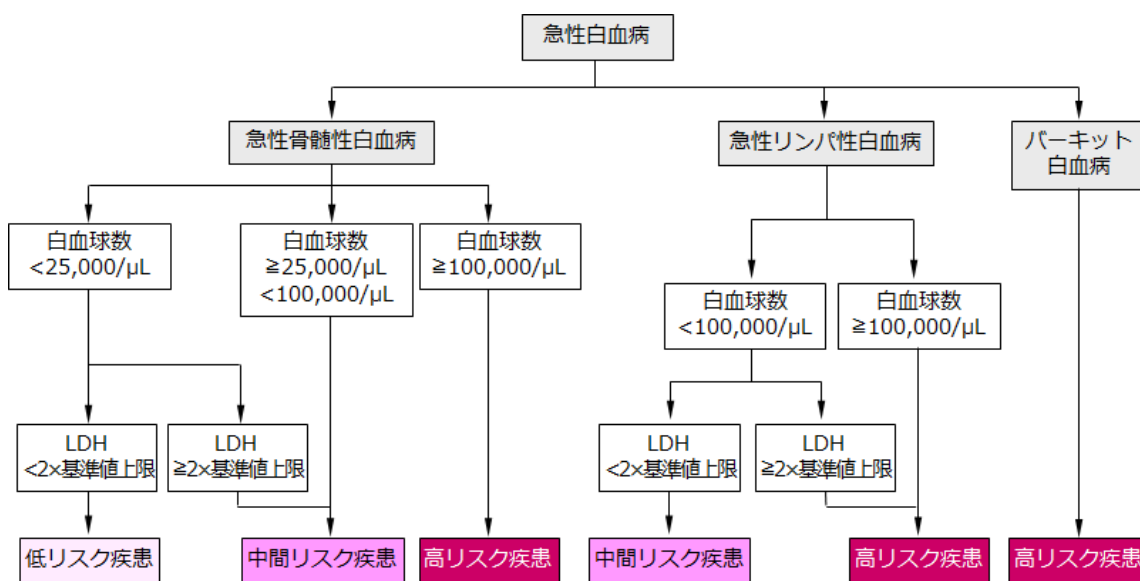 急性白血病
急性骨髄性白血病
急性リンパ性白血病
バーキット
白血病
白血球数
<25,000/μL
白血球数
≧25,000/μL
<100,000/μL
白血球数
≧100,000/μL
白血球数
<100,000/μL
白血球数
≧100,000/μL
LDH
<2×基準値上限
LDH
≧2×基準値上限
LDH
<2×基準値上限
LDH
≧2×基準値上限
低リスク疾患
中間リスク疾患
高リスク疾患
中間リスク疾患
高リスク疾患
高リスク疾患